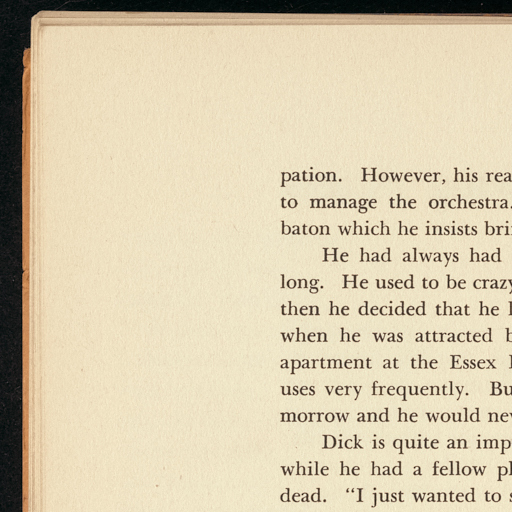 pation. However, his rea
to manage the orchestra.
baton which he insists bri
He had always had
long. He used to be crazy
then he decided that he
when he was attracted
apartment at the Essex
uses very frequently. Bu
morrow and he would nev
Dick is quite an imp
while he had a fellow pl
dead. “I just wanted to s